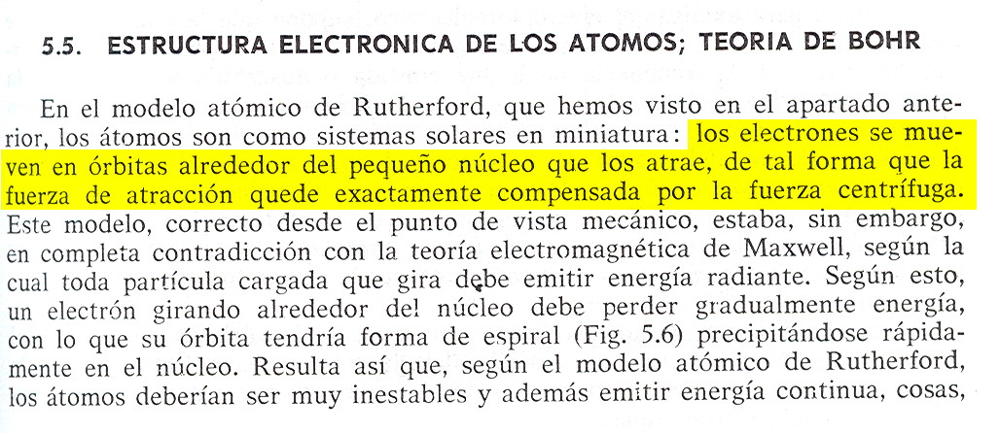 5.5. ESTRUCTURA ELECTRONICA DE LOS ATOMOS; TEORIA DE BOHR
En el modelo atómico de Rutherford, que hemos visto en el apartado ante-
rior, los átomos son como sistemas solares en miniatura: los electrones se mue-
ven en órbitas alrededor del pequeño núcleo que los atrae, de tal forma que la
fuerza de atracción quede exactamente compensada por la fuerza centrífuga.
Este modelo, correcto desde el punto de vista mecánico, estaba, sin embargo,
en completa contradicción con la teoría electromagnética de Maxwell, según la
cual toda partícula cargada que gira debe emitir energía radiante. Según esto,
un electrón girando alrededor del núcleo debe perder gradualmente energía,
con lo que su órbita tendría forma de espiral (Fig. 5.6) precipitándose rápida-
mente en el núcleo. Resulta así que, según el modelo atómico de Rutherford,
los átomos deberían ser muy inestables y además emitir energía continua, cosas,